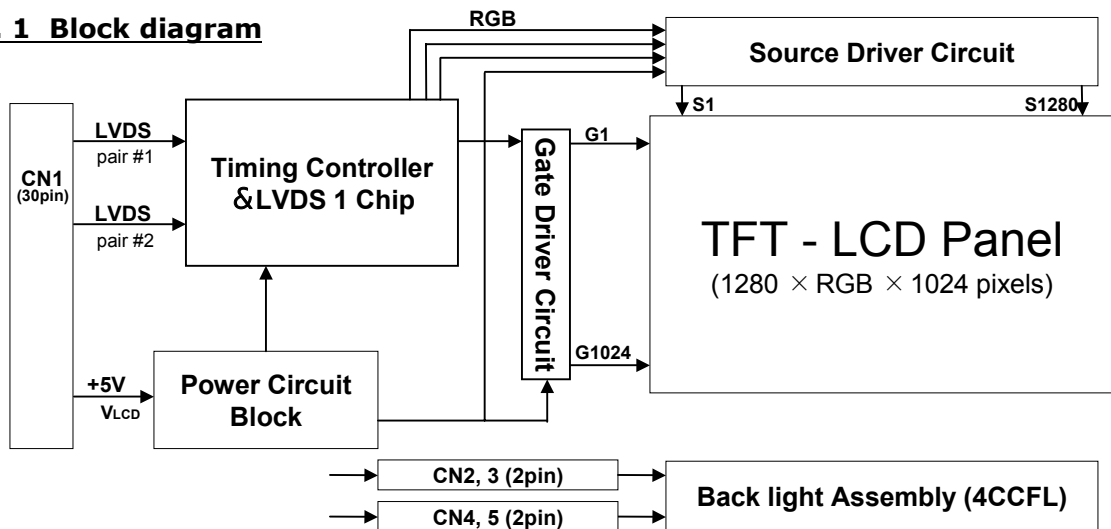 1 Block diagram
RGB
Source Driver Circuit
S1
S1280
CN1
(30pin)
LVDS
pair #1
LVDS
pair #2
Timing Controller
&LVDS 1 Chip
Gate Driver Circuit
G1
G1024
TFT - LCD Panel
(1280 × RGB × 1024 pixels)
+5V
VLCD
Power Circuit
Block
CN2, 3 (2pin)
CN4, 5 (2pin)
Back light Assembly (4CCFL)